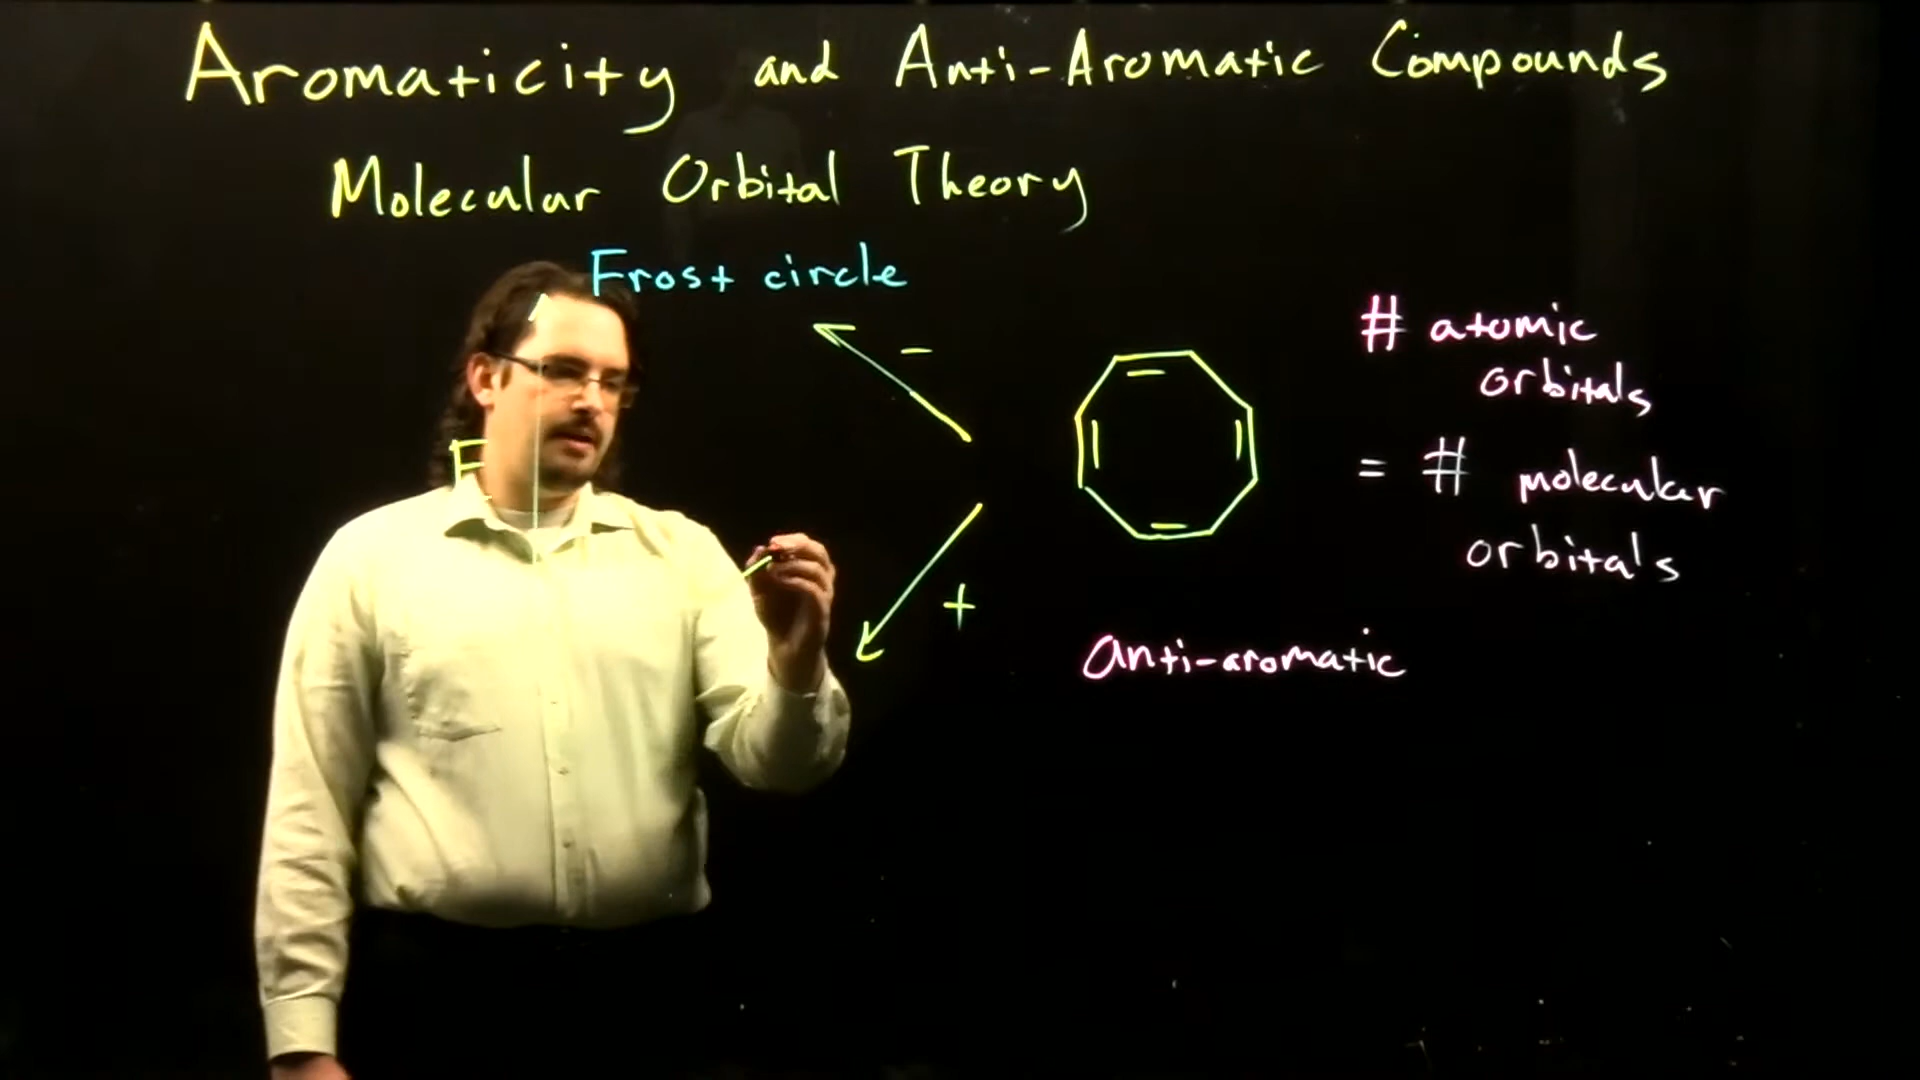 Aromaticity and Anti-Aromatic Compounds
Molecular Orbital Theory
Frost circle
−
# atomic
orbitals
E
= # molecular
orbitals
+
anti-aromatic